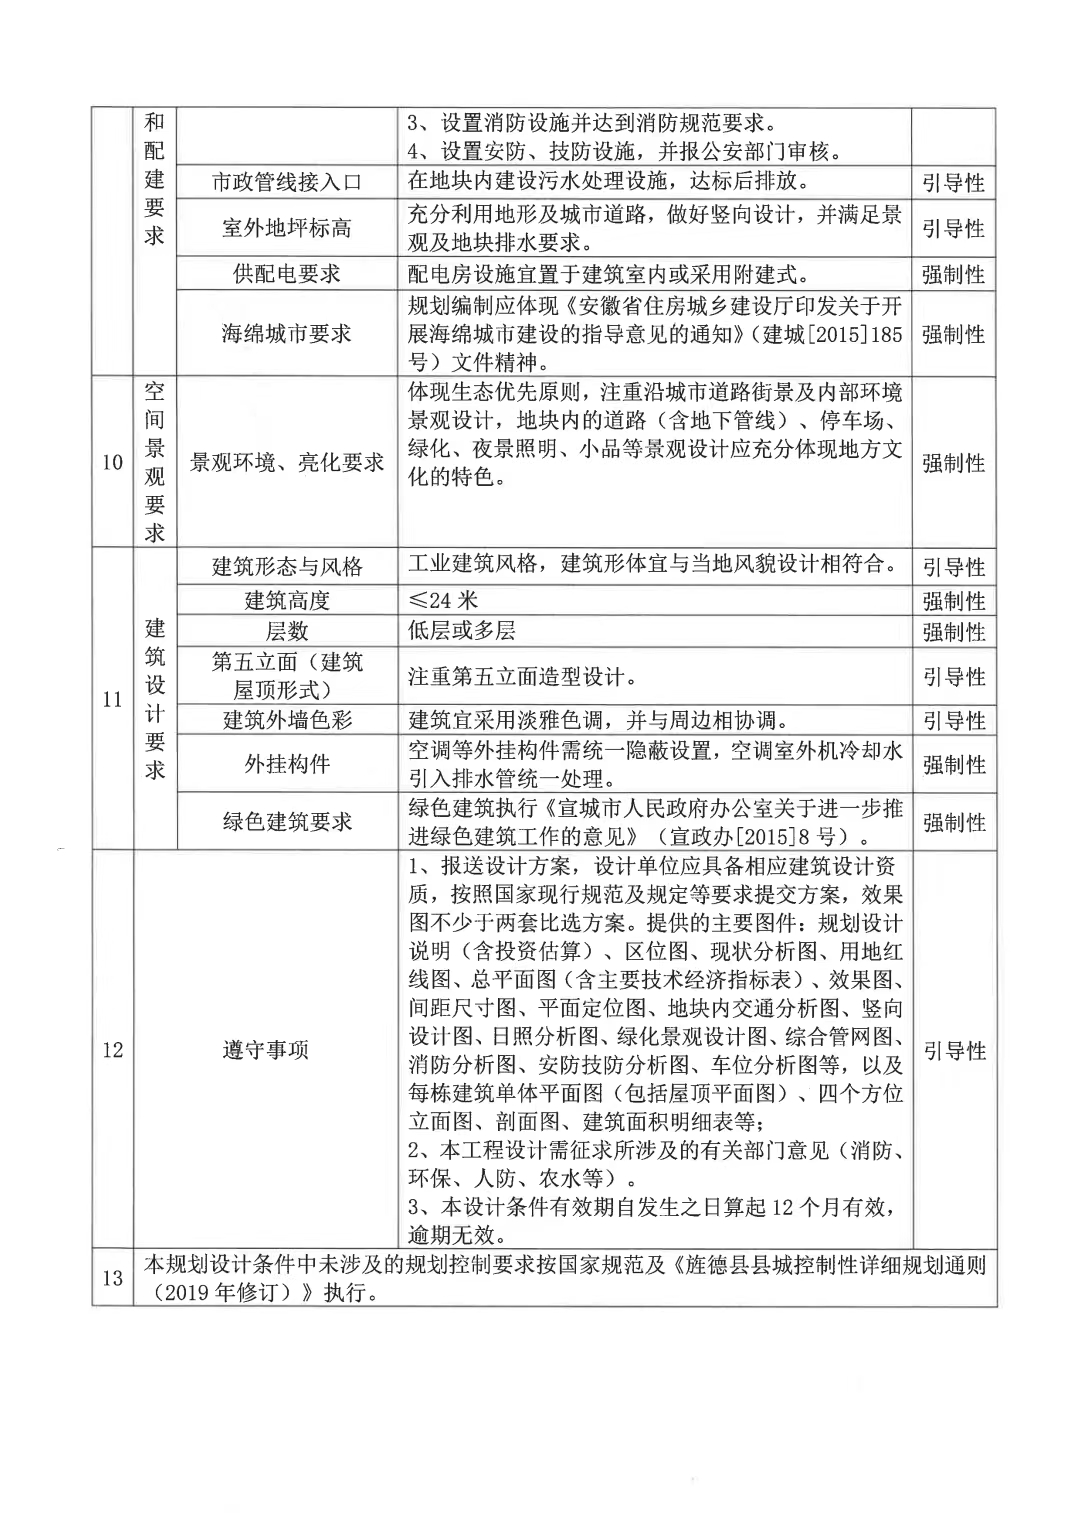 和
配
建
要
求
3、设置消防设施并达到消防规范要求。
4、设置安防、技防设施，并报公安部门审核。
市政管线接入口
在地块内建设污水处理设施，达标后排放。
引导性
室外地坪标高
充分利用地形及城市道路，做好竖向设计，并满足景
观及地块排水要求。
引导性
供配电要求
配电房设施宜置于建筑室内或采用附建式。
强制性
海绵城市要求
规划编制应体现《安徽省住房城乡建设厅印发关于开
展海绵城市建设的指导意见的通知》（建城[2015]185
号）文件精神。
强制性
10
空
间
景
观
要
求
景观环境、亮化要求
体现生态优先原则，注重沿城市道路街景及内部环境
景观设计，地块内的道路（含地下管线）、停车场、
绿化、夜景照明、小品等景观设计应充分体现地方文
化的特色。
强制性
11
建
筑
设
计
要
求
建筑形态与风格
工业建筑风格，建筑形体宜与当地风貌设计相符合。
引导性
建筑高度
≤24 米
强制性
层数
低层或多层
强制性
第五立面（建筑
屋顶形式）
注重第五立面造型设计。
引导性
建筑外墙色彩
建筑宜采用淡雅色调，并与周边相协调。
引导性
外挂构件
空调等外挂构件需统一隐蔽设置，空调室外机冷却水
引入排水管统一处理。
强制性
绿色建筑要求
绿色建筑执行《宣城市人民政府办公室关于进一步推
进绿色建筑工作的意见》（宣政办[2015]8 号）。
强制性
12
遵守事项
1、报送设计方案，设计单位应具备相应建筑设计资
质，按照国家现行规范及规定等要求提交方案，效果
图不少于两套比选方案。提供的主要图件：规划设计
说明（含投资估算）、区位图、现状分析图、用地红
线图、总平面图（含主要技术经济指标表）、效果图、
间距尺寸图、平面定位图、地块内交通分析图、竖向
设计图、日照分析图、绿化景观设计图、综合管网图、
消防分析图、安防技防分析图、车位分析图等，以及
每栋建筑单体平面图（包括屋顶平面图）、四个方位
立面图、剖面图、建筑面积明细表等；
2、本工程设计需征求所涉及的有关部门意见（消防、
环保、人防、农水等）。
3、本设计条件有效期自发生之日算起 12 个月有效，
逾期无效。
引导性
13
本规划设计条件中未涉及的规划控制要求按国家规范及《旌德县县城控制性详细规划通则
（2019 年修订）》执行。